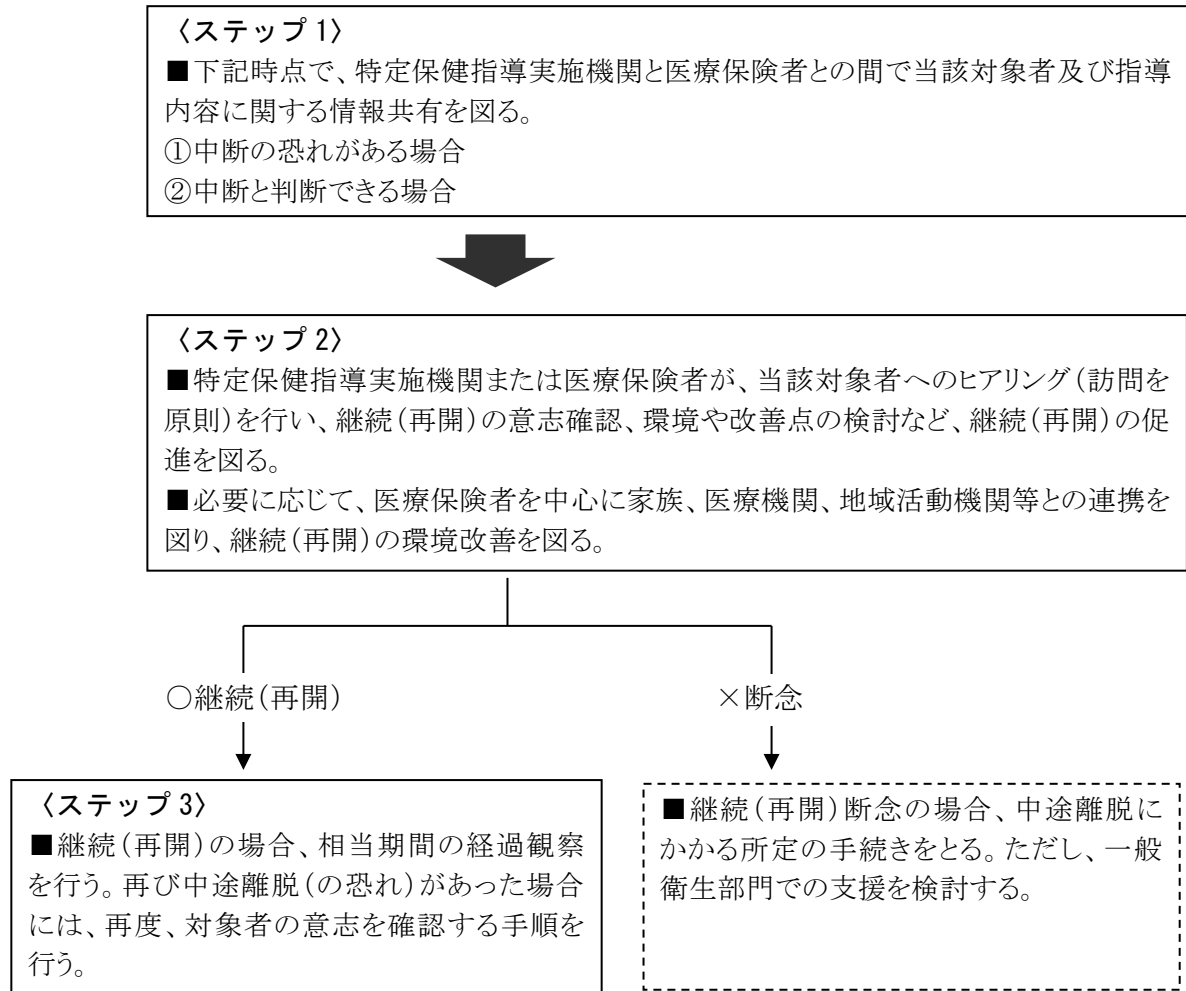 〈ステップ1〉
■下記時点で、特定保健指導実施機関と医療保険者との間で当該対象者及び指導
内容に関する情報共有を図る。
①中断の恐れがある場合
②中断と判断できる場合
〈ステップ2〉
■特定保健指導実施機関または医療保険者が、当該対象者へのヒアリング(訪問を
原則)を行い、継続(再開)の意志確認、環境や改善点の検討など、継続(再開)の促
進を図る。
■必要に応じて、医療保険者を中心に家族、医療機関、地域活動機関等との連携を
図り、継続(再開)の環境改善を図る。
○継続(再開)
×断念
〈ステップ3〉
■継続(再開)の場合、相当期間の経過観察
を行う。再び中途離脱(の恐れ)があった場合
には、再度、対象者の意志を確認する手順を
行う。
■継続(再開)断念の場合、中途離脱に
かかる所定の手続きをとる。ただし、一般
衛生部門での支援を検討する。